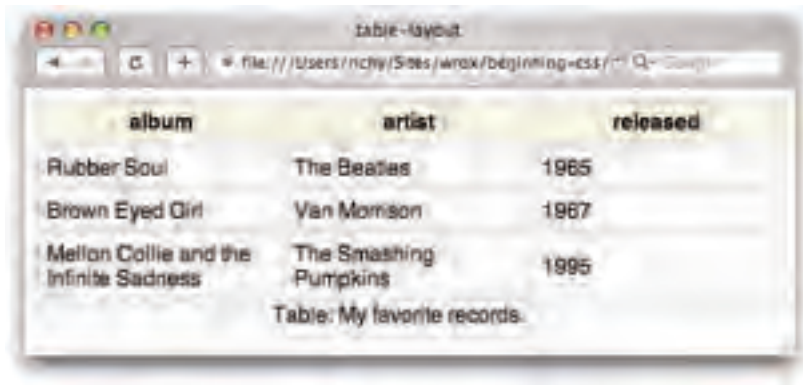 table-layout
file:///Users/richy/Sites/wrox/beginning-css/
album artist released
Rubber Soul The Beatles 1965
Brown Eyed Girl Van Morrison 1967
Mellon Collie and the The Smashing 1995
Infinite Sadness Pumpkins
Table: My favorite records.